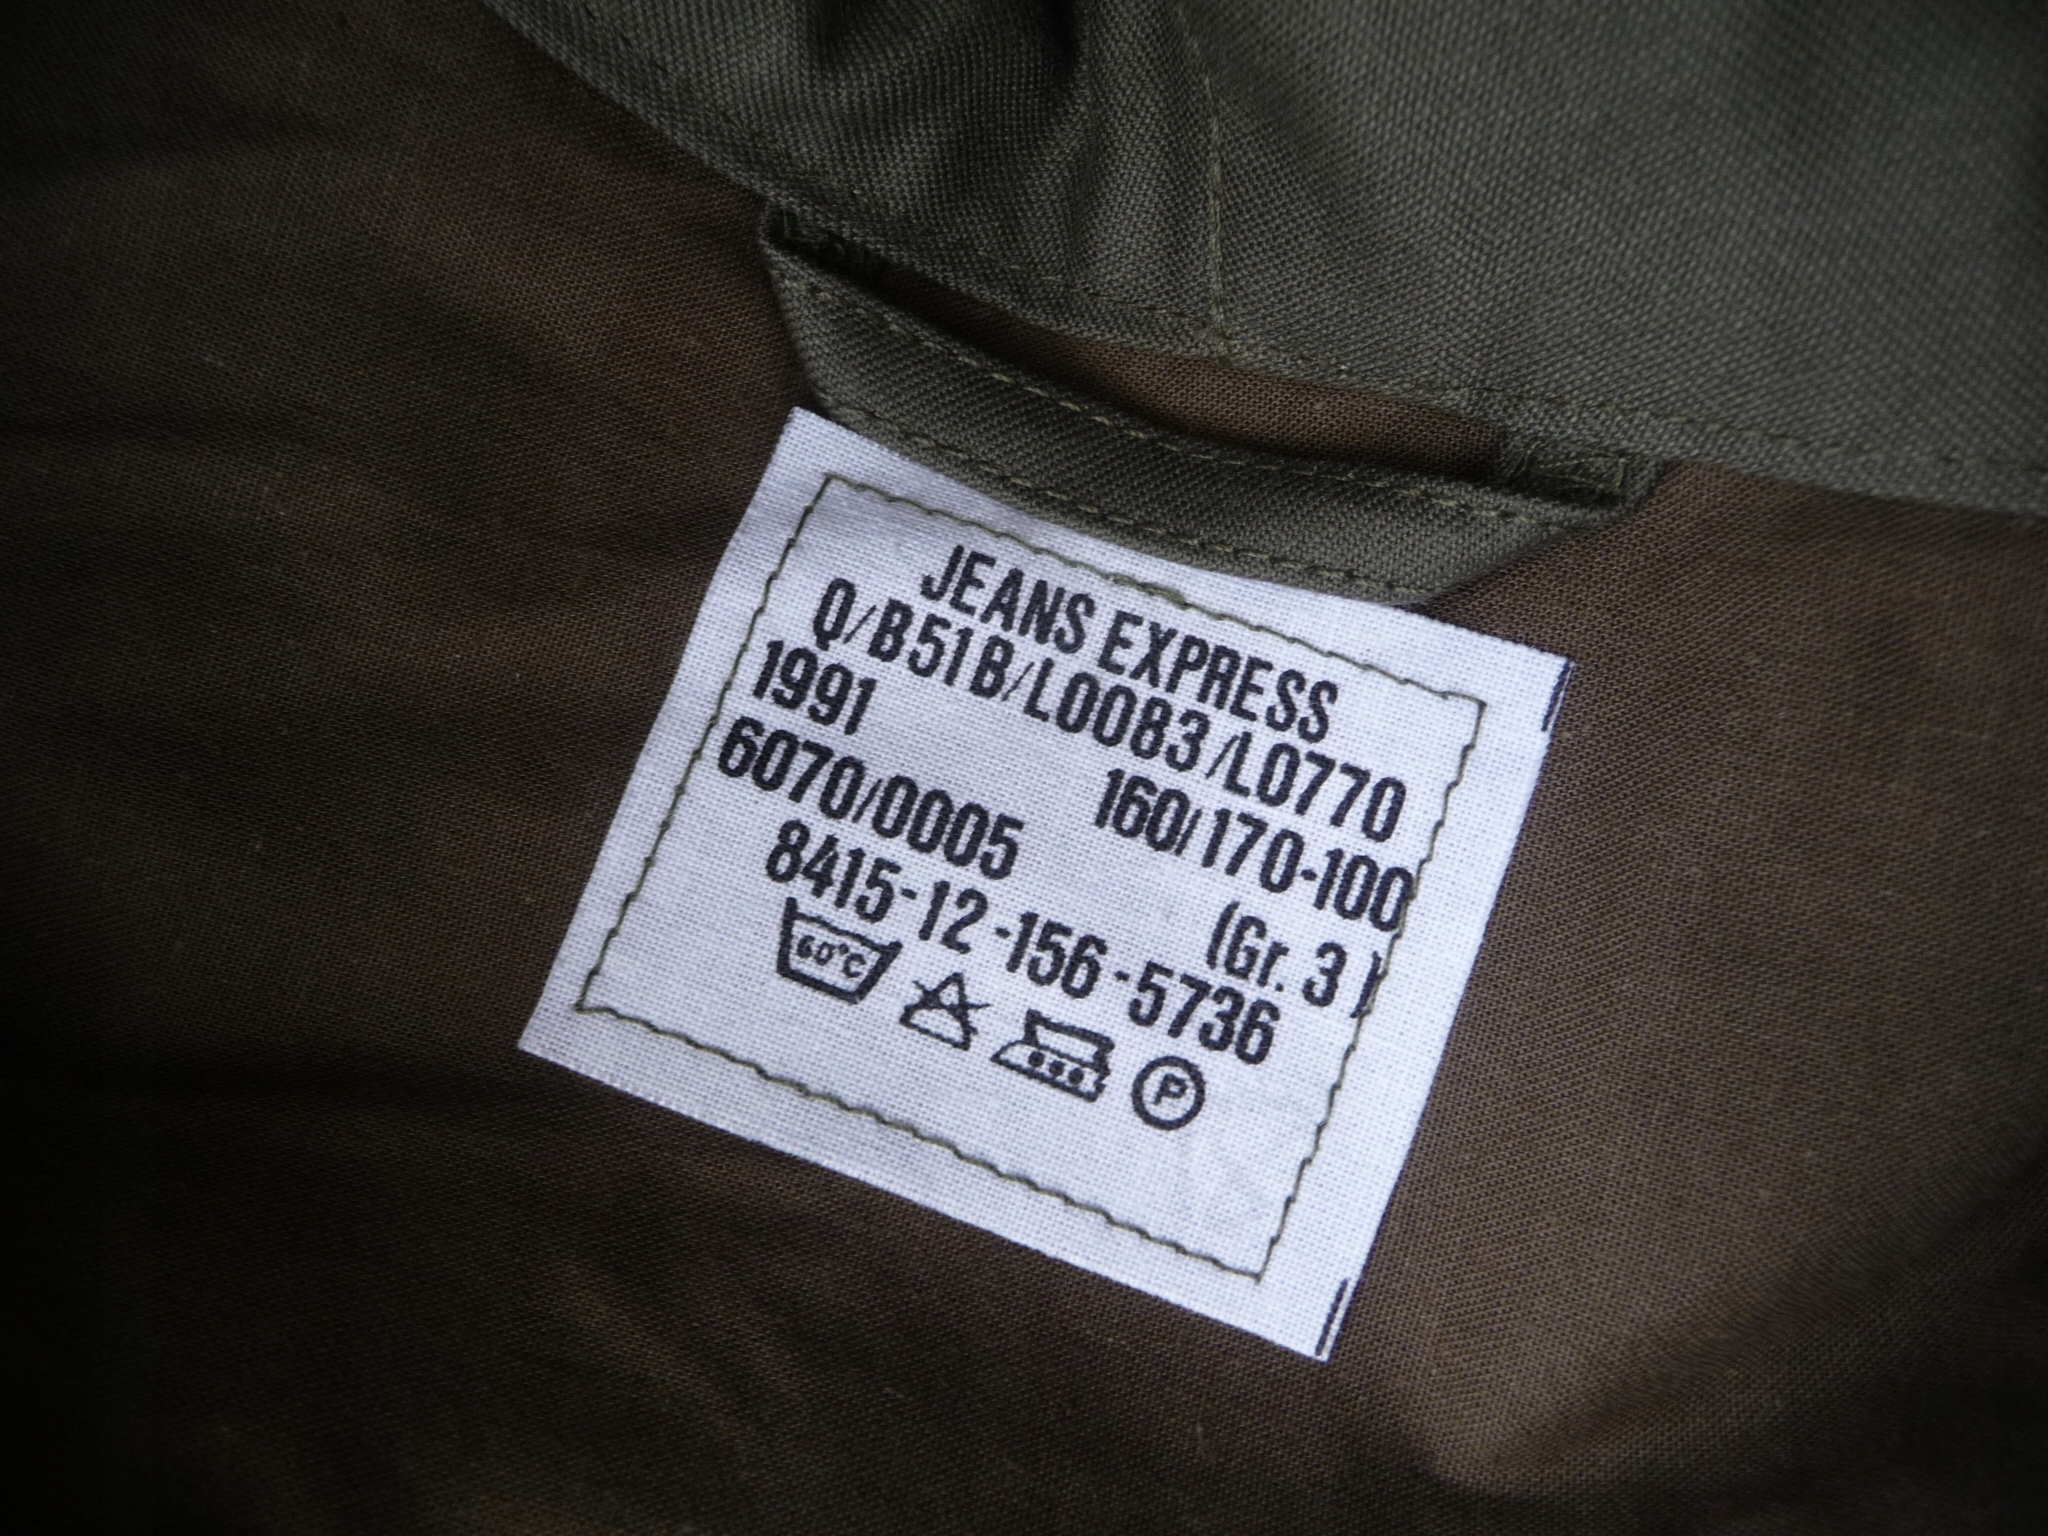 JEANS EXPRESS
Q/B51B/L0083/L0770
1991 160/170-100
6070/0005 (Gr. 3)
8415-12-156-5736
60°C P